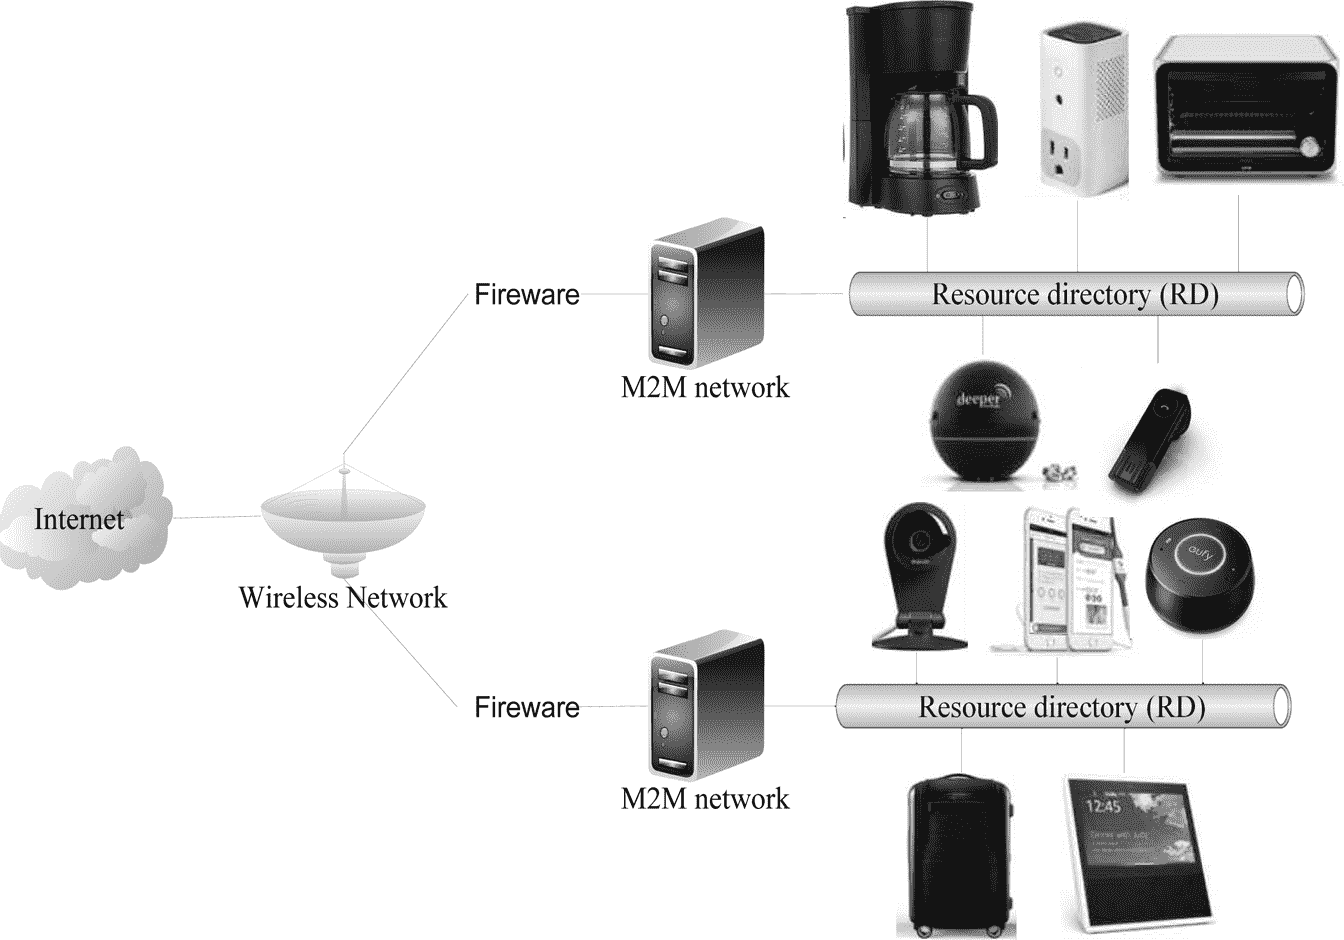 Fireware
Resource directory (RD)
M2M network
deeper
Internet
Wireless Network
eufy
Fireware
Resource directory (RD)
M2M network
12:45